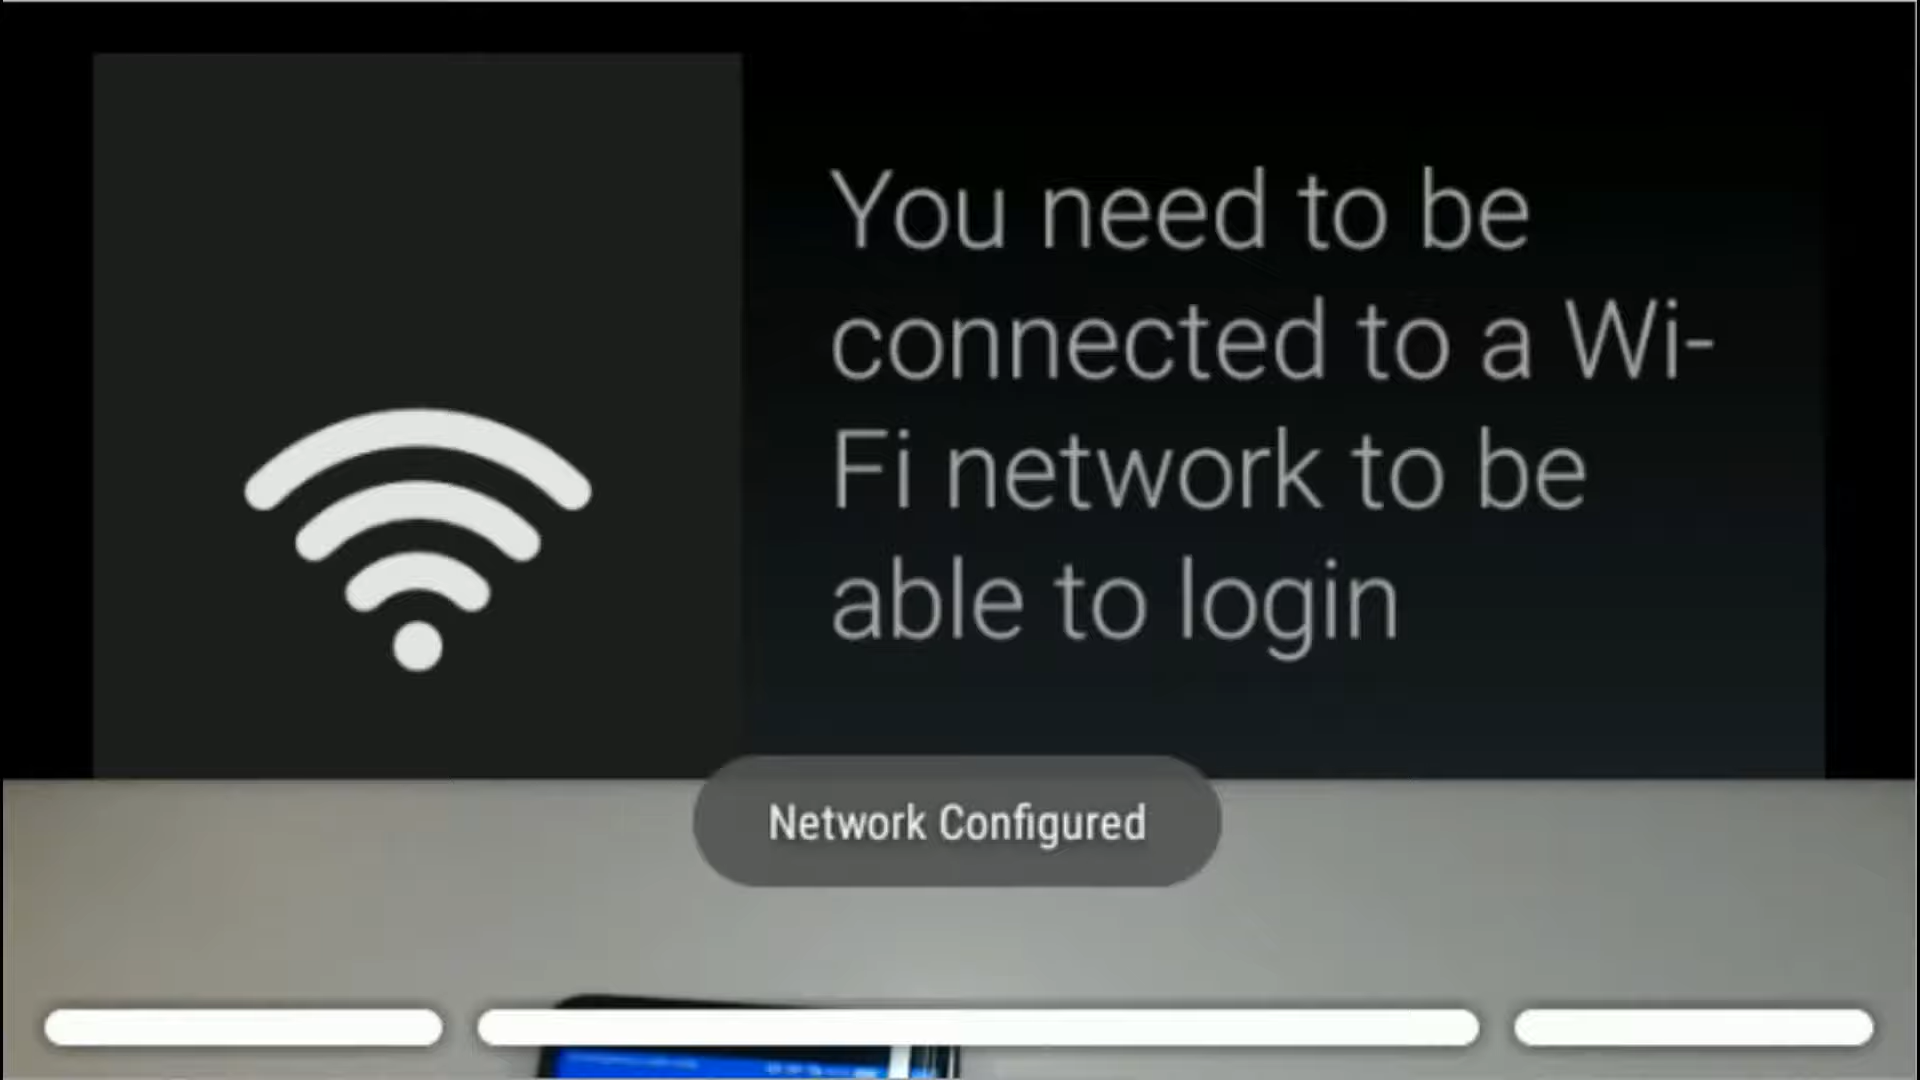 You need to be
connected to a Wi-
Fi network to be
able to login
Network Configured